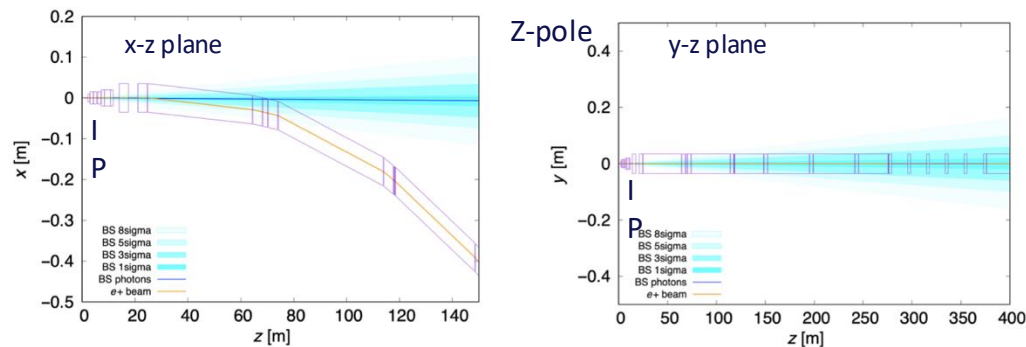 Z-pole
x-z plane
0.2
0.1
0
−0.1
−0.2
−0.3
−0.4
−0.5
x [m]
I
P
BS 8sigma
BS 5sigma
BS 3sigma
BS 1sigma
BS photons
e+ beam
0 20 40 60 80 100 120 140
z [m]
y-z plane
0.4
0.2
0
−0.2
−0.4
y [m]
I
P
BS 8sigma
BS 5sigma
BS 3sigma
BS 1sigma
BS photons
e+ beam
0 50 100 150 200 250 300 350 400
z [m]